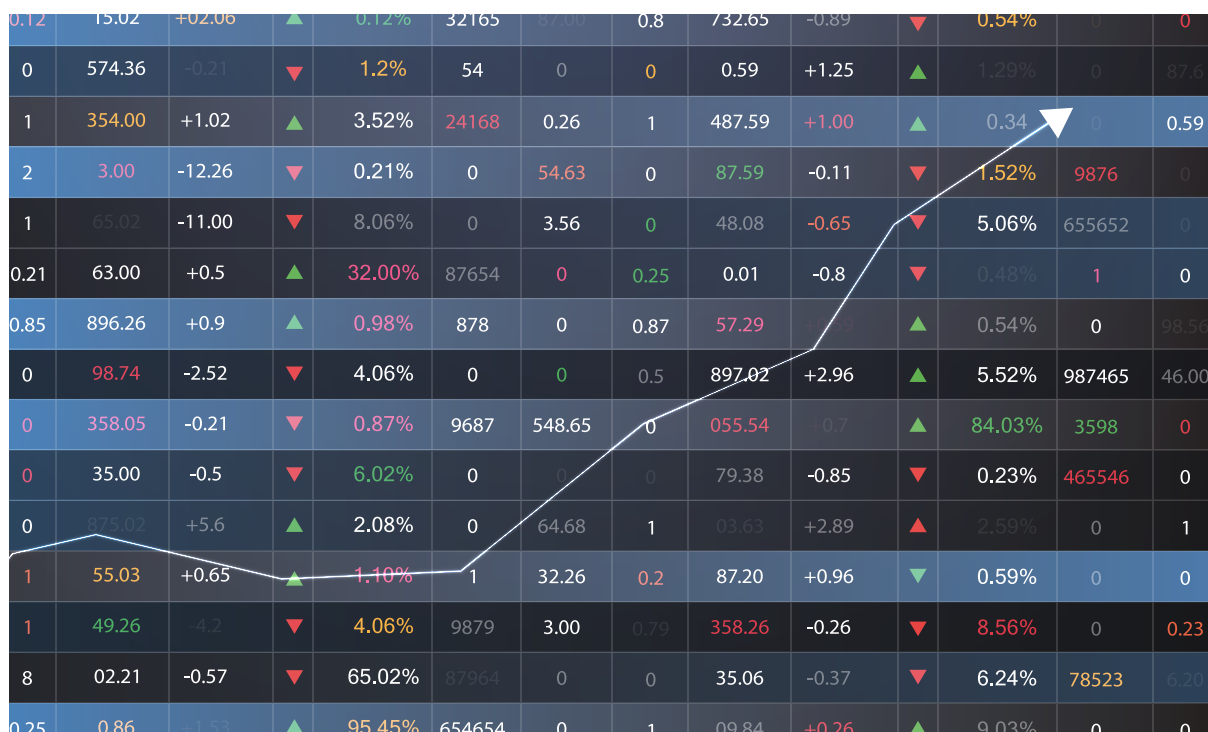 0.12 15.02 +02.06 0.12% 32165 87.00 0.8 732.65 -0.89 0.54% 0 0
0 574.36 -0.21 1.2% 54 0 0 0.59 +1.25 1.29% 0 87.6
1 354.00 +1.02 3.52% 24168 0.26 1 487.59 +1.00 0.34 0 0.59
2 3.00 -12.26 0.21% 0 54.63 0 87.59 -0.11 1.52% 9876 0
1 65.02 -11.00 8.06% 0 3.56 0 48.08 -0.65 5.06% 655652 0
0.21 63.00 +0.5 32.00% 87654 0 0.25 0.01 -0.8 0.48% 1 0
0.85 896.26 +0.9 0.98% 878 0 0.87 57.29 0.54% 0 98.56
0 98.74 -2.52 4.06% 0 0 0.5 897.02 +2.96 5.52% 987465 46.00
0 358.05 -0.21 0.87% 9687 548.65 0 055.54 +0.7 84.03% 3598 0
0 35.00 -0.5 6.02% 0 0 0 79.38 -0.85 0.23% 465546 0
0 875.02 +5.6 2.08% 0 64.68 1 03.63 +2.89 2.59% 0 1
1 55.03 +0.65 1.10% 1 32.26 0.2 87.20 +0.96 0.59% 0 0
1 49.26 -4.2 4.06% 9879 3.00 0.79 358.26 -0.26 8.56% 0 0.23
8 02.21 -0.57 65.02% 87964 0 0 35.06 -0.37 6.24% 78523 6.20
0.25 0.86 +1.53 95.45% 654654 0 1 09.84 +0.26 9.03% 0 0